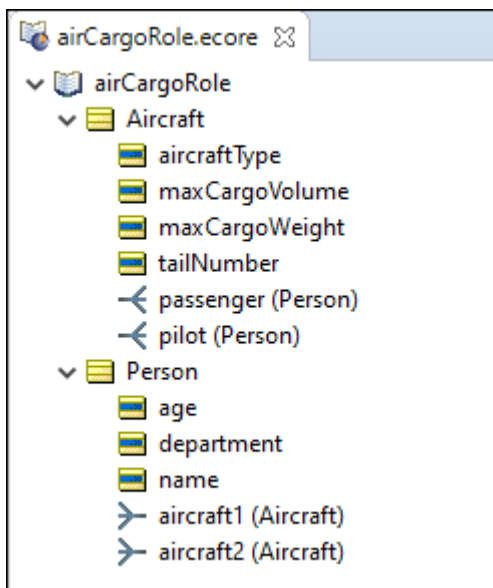 airCargoRole.ecore
airCargoRole
Aircraft
aircraftType
maxCargoVolume
maxCargoWeight
tailNumber
passenger (Person)
pilot (Person)
Person
age
department
name
aircraft1 (Aircraft)
aircraft2 (Aircraft)